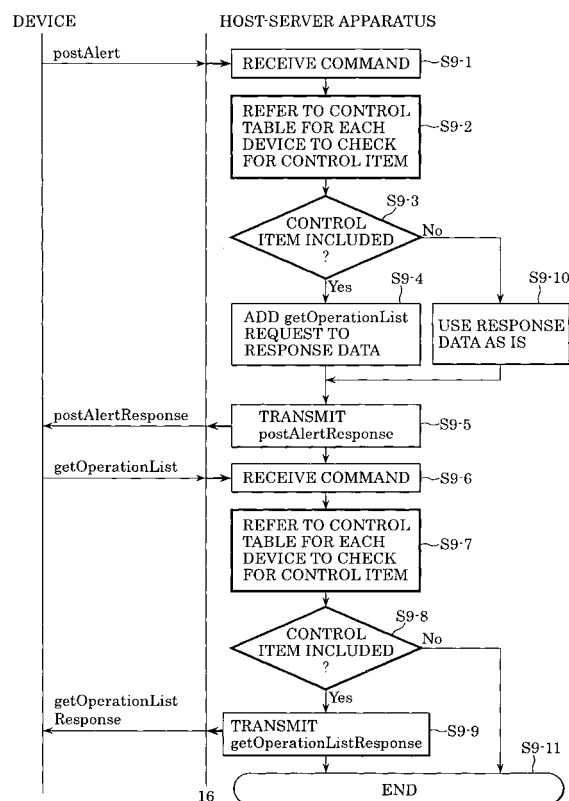 DEVICE
HOST-SERVER APPARATUS
postAlert
RECEIVE COMMAND
S9-1
REFER TO CONTROL
TABLE FOR EACH
DEVICE TO CHECK
FOR CONTROL ITEM
S9-2
S9-3
CONTROL
ITEM INCLUDED
?
No
Yes
S9-4
S9-10
ADD getOperationList
REQUEST TO
RESPONSE DATA
USE RESPONSE
DATA AS IS
postAlertResponse
TRANSMIT
postAlertResponse
S9-5
getOperationList
RECEIVE COMMAND
S9-6
REFER TO CONTROL
TABLE FOR EACH
DEVICE TO CHECK
FOR CONTROL ITEM
S9-7
S9-8
CONTROL
ITEM INCLUDED
?
No
Yes
getOperationList
Response
TRANSMIT
getOperationListResponse
S9-9
S9-11
END
16